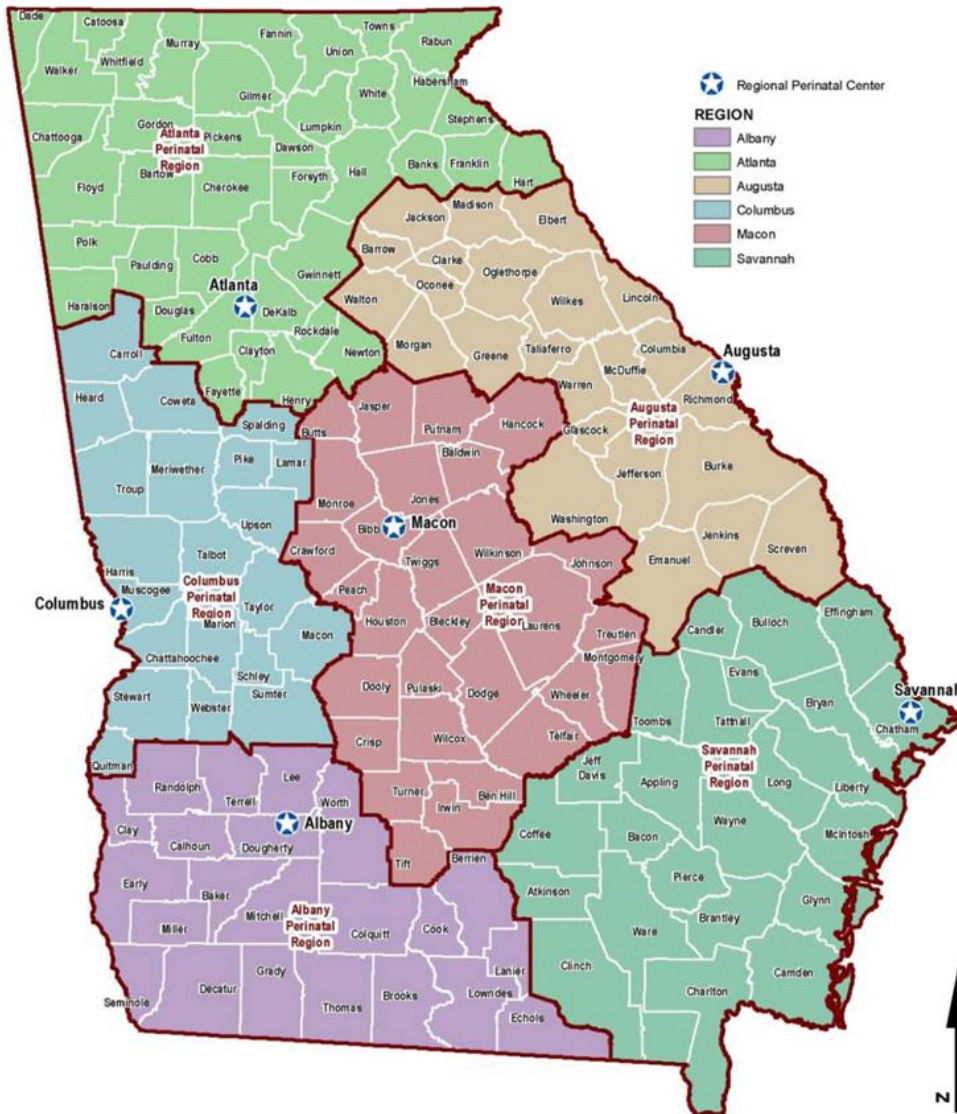 Dade
Catoosa
Fannin
Towns
Rabun
Murray
Union
Whitfield
Walker
Habersham
White
Gilmer
Stephens
Lumpkin
Gordon
Pickens
Chattooga
Atlanta
Perinatal
Region
Dawson
Banks
Franklin
Hall
Bartow
Forsyth
Hart
Floyd
Cherokee
Polk
Cobb
Paulding
Gwinnett
Atlanta
Haralson
Douglas
DeKalb
Rockdale
Fulton
Clayton
Newton
Fayette
Henry
Regional Perinatal Center
REGION
Albany
Atlanta
Augusta
Columbus
Macon
Savannah
Madison
Jackson
Elbert
Barrow
Clarke
Oglethorpe
Oconee
Wilkes
Walton
Lincoln
Morgan
Taliaferro
Columbia
Greene
McDuffie
Augusta
Warren
Richmond
Augusta
Perinatal
Region
Glascock
Jefferson
Burke
Washington
Jenkins
Screven
Emanuel
Carroll
Heard
Coweta
Spalding
Pike
Lamar
Meriwether
Troup
Upson
Talbot
Harris
Muscogee
Columbus
Perinatal
Region
Columbus
Taylor
Marion
Macon
Chattahoochee
Schley
Stewart
Sumter
Webster
Quitman
Jasper
Butts
Putnam
Hancock
Baldwin
Monroe
Jones
Bibb
Macon
Crawford
Twiggs
Wilkinson
Johnson
Peach
Macon
Perinatal
Region
Houston
Bleckley
Laurens
Treutlen
Montgomery
Dooly
Pulaski
Dodge
Wheeler
Crisp
Wilcox
Telfair
Turner
Irwin
Ben Hill
Tift
Effingham
Candler
Bulloch
Evans
Savannah
Bryan
Toombs
Tattnall
Chatham
Savannah
Perinatal
Region
Jeff
Davis
Appling
Long
Liberty
Wayne
Coffee
Bacon
McIntosh
Pierce
Atkinson
Glynn
Brantley
Ware
Clinch
Camden
Charlton
Randolph
Lee
Terrell
Worth
Albany
Clay
Calhoun
Dougherty
Berrien
Early
Baker
Mitchell
Albany
Perinatal
Region
Miller
Colquitt
Cook
Grady
Lanier
Seminole
Decatur
Thomas
Brooks
Lowndes
Echols
N